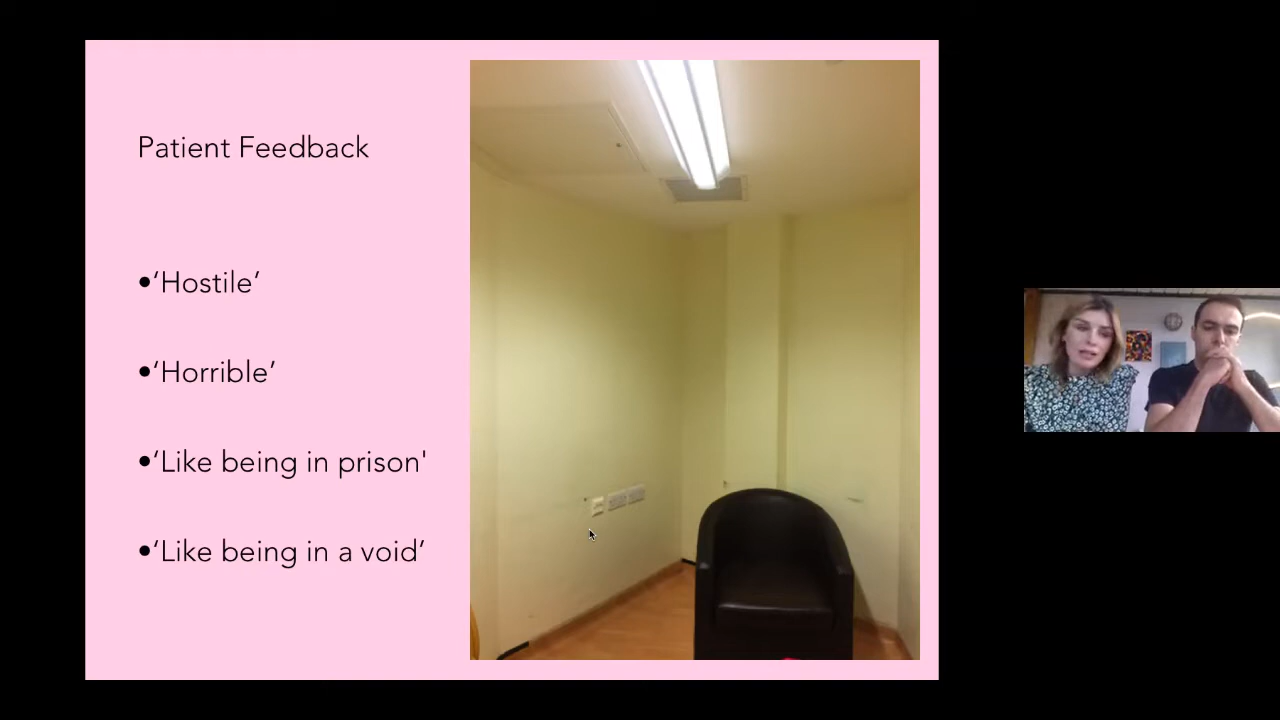 Patient Feedback
•‘Hostile’
•‘Horrible’
•‘Like being in prison'
•‘Like being in a void’